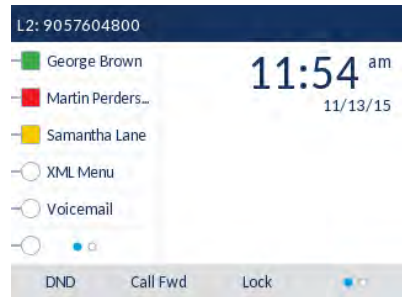 L2: 9057604800
George Brown
11:54 am
Martin Perders...
11/13/15
Samantha Lane
XML Menu
Voicemail
DND Call Fwd Lock